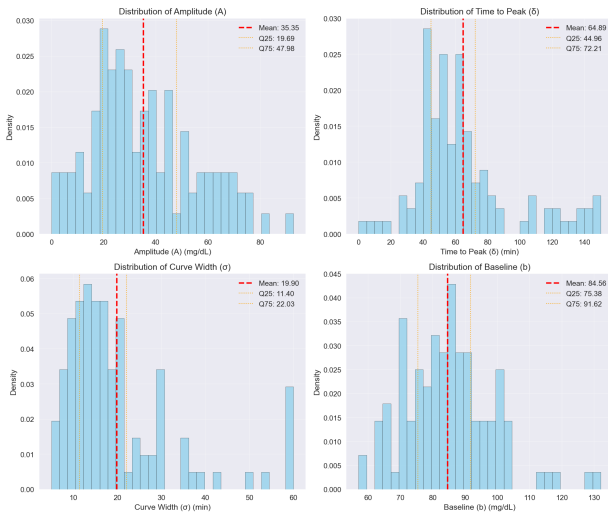 Distribution of Amplitude (A)
0.030
0.025
0.020
0.015
0.010
0.005
0.000
Density
0
20
40
60
80
Amplitude (A) (mg/dL)
Mean: 35.35
Q25: 19.69
Q75: 47.98
Distribution of Time to Peak (δ)
0.030
0.025
0.020
0.015
0.010
0.005
0.000
Density
0
20
40
60
80
100
120
140
Time to Peak (δ) (min)
Mean: 64.89
Q25: 44.96
Q75: 72.21
Distribution of Curve Width (σ)
0.06
0.05
0.04
0.03
0.02
0.01
0.00
Density
10
20
30
40
50
60
Curve Width (σ) (min)
Mean: 19.90
Q25: 11.40
Q75: 22.03
Distribution of Baseline (b)
0.045
0.040
0.035
0.030
0.025
0.020
0.015
0.010
0.005
0.000
Density
60
70
80
90
100
110
120
130
Baseline (b) (mg/dL)
Mean: 84.56
Q25: 75.38
Q75: 91.62